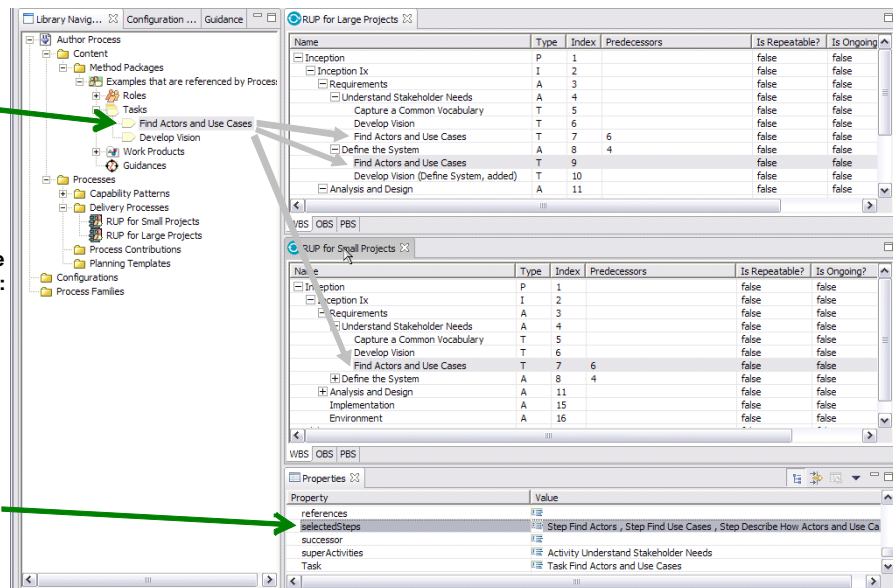 Library Navig... Configuration ... Guidance
Author Process
Content
Method Packages
Examples that are referenced by Process
Roles
Tasks
Find Actors and Use Cases
Develop Vision
Work Products
Guidances
Processes
Capability Patterns
Delivery Processes
RUP for Small Projects
RUP for Large Projects
Process Contributions
Planning Templates
Configurations
Process Families
e
:
RUP for Large Projects
Name Type Index Predecessors Is Repeatable? Is Ongoing
Inception P 1 false false
Inception Ix I 2 false false
Requirements A 3 false false
Understand Stakeholder Needs A 4 false false
Capture a Common Vocabulary T 5 false false
Develop Vision T 6 false false
Find Actors and Use Cases T 7 6 false false
Define the System A 8 4 false false
Find Actors and Use Cases T 9 false false
Develop Vision (Define System, added) T 10 false false
Analysis and Design A 11 false false
WBS OBS PBS
RUP for Small Projects
Name Type Index Predecessors Is Repeatable? Is Ongoing?
Inception P 1 false false
Inception Ix I 2 false false
Requirements A 3 false false
Understand Stakeholder Needs A 4 false false
Capture a Common Vocabulary T 5 false false
Develop Vision T 6 false false
Find Actors and Use Cases T 7 6 false false
Define the System A 8 4 false false
Analysis and Design A 11 false false
Implementation A 15 false false
Environment A 16 false false
WBS OBS PBS
Properties
Property Value
references
selectedSteps Step Find Actors , Step Find Use Cases , Step Describe How Actors and Use Ca
successor
superActivities Activity Understand Stakeholder Needs
Task Task Find Actors and Use Cases